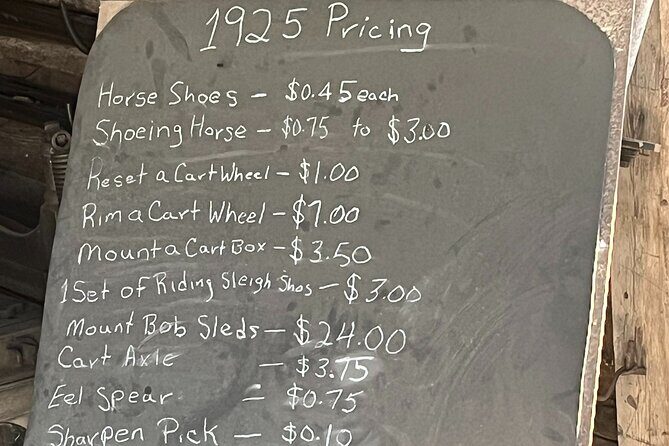 1925 Pricing
Horse Shoes - $0.45 each
Shoeing Horse - $0.75 to $3.00
Reset a Cart Wheel - $1.00
Rim a Cart Wheel - $7.00
Mount a Cart Box - $3.50
1 Set of Riding Sleigh Shos - $3.00
Mount Bob Sleds - $24.00
Cart Axle - $3.75
Eel Spear = $0.75
Sharpen Pick - $0.10